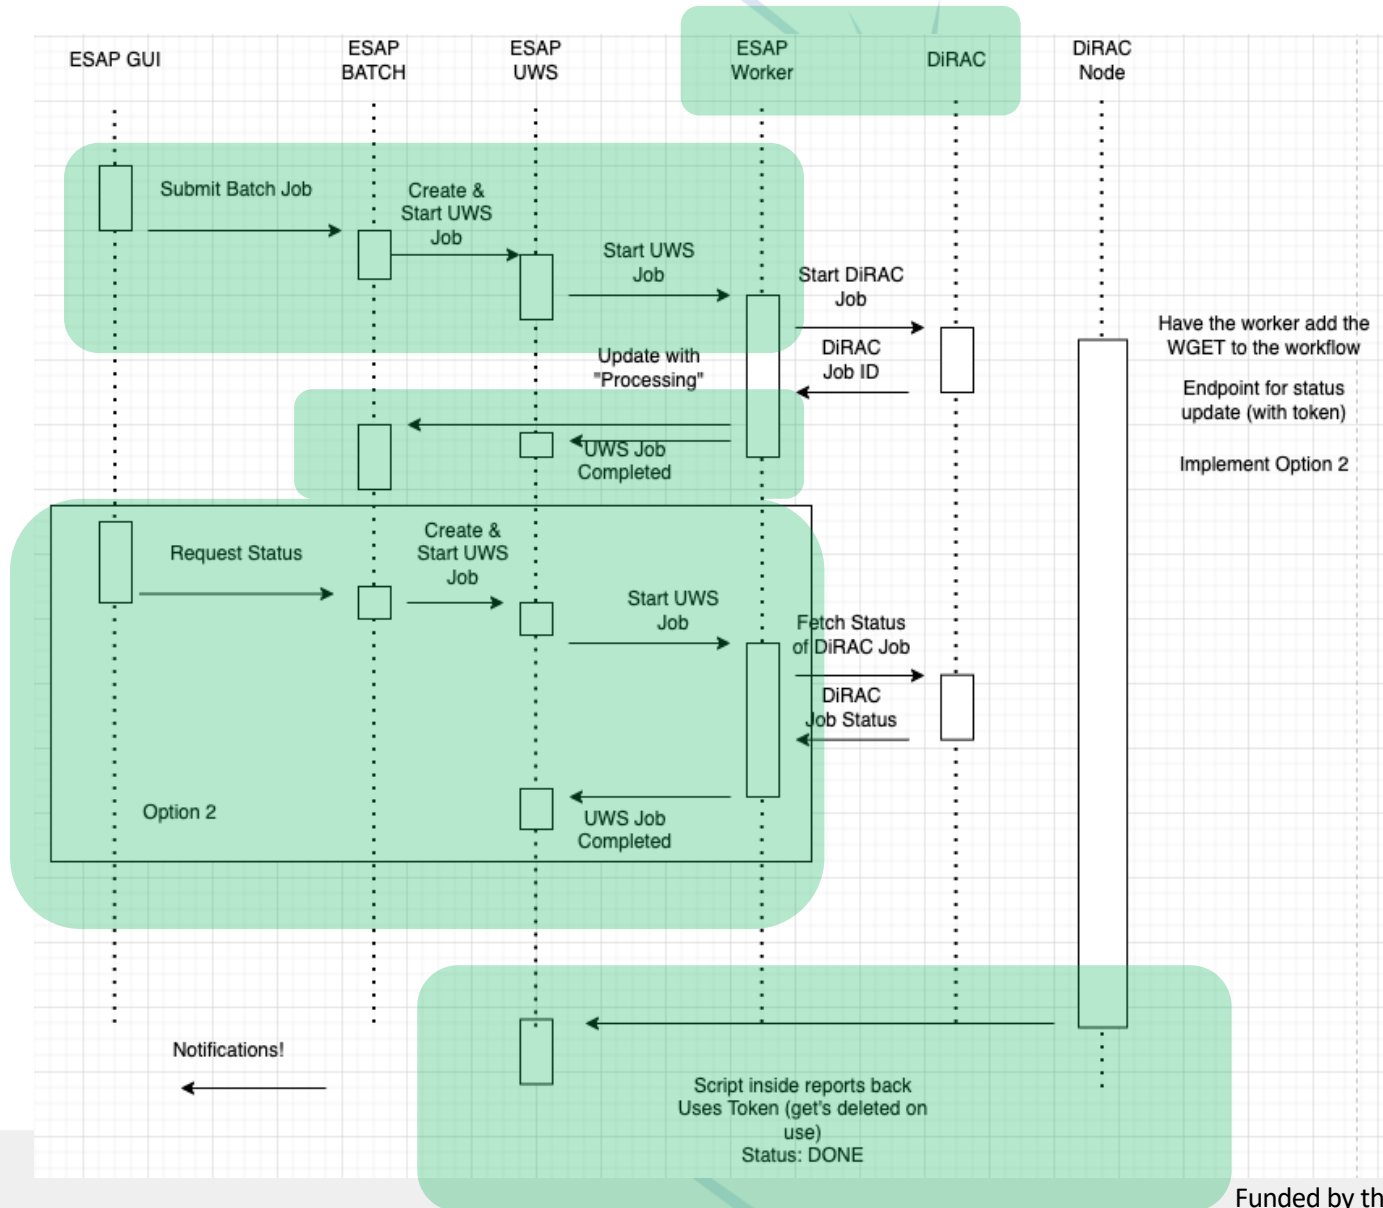 ESAP GUI
ESAP
BATCH
ESAP
UWS
ESAP
Worker
DiRAC
DiRAC
Node
Submit Batch Job
Create &
Start UWS
Job
Start UWS
Job
Start DiRAC
Job
DiRAC
Job ID
Have the worker add the
WGET to the workflow
Endpoint for status
update (with token)
Implement Option 2
Update with
"Processing"
UWS Job
Completed
Request Status
Create &
Start UWS
Job
Start UWS
Job
Fetch Status
of DiRAC Job
DiRAC
Job Status
Option 2
UWS Job
Completed
Notifications!
Script inside reports back
Uses Token (get's deleted on
use)
Status: DONE
Funded by th